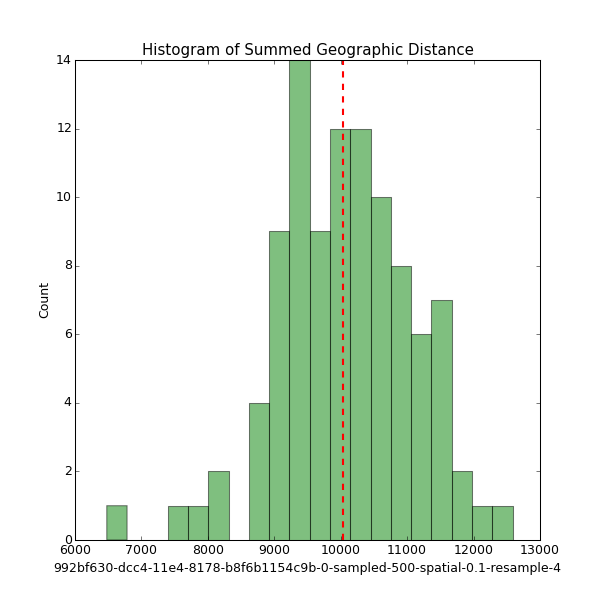 Histogram of Summed Geographic Distance
14
12
10
8
6
4
2
0
Count
6000 7000 8000 9000 10000 11000 12000 13000
992bf630-dcc4-11e4-8178-b8f6b1154c9b-0-sampled-500-spatial-0.1-resample-4